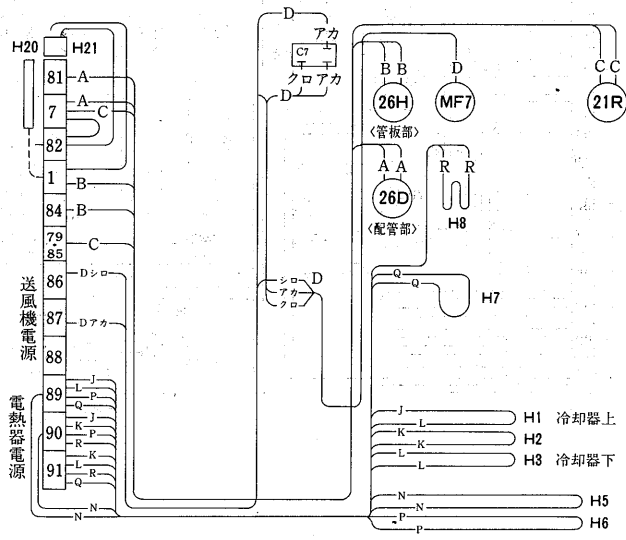 H20
H21
81
A
7
A
C
82
1
B
84
B
79
85
C
86
Dシロ
87
Dアカ
88
送風機電源
89
J
L
P
Q
90
J
K
P
R
91
K
L
R
Q
電熱器電源
N
N
D
アカ
C7
クロ アカ
D
シロ
アカ
クロ
D
B B
26H
〈管板部〉
D
MF7
C C
21R
A A
26D
〈配管部〉
R R
H8
Q
Q
H7
J
L
H1 冷却器上
K
K
H2
L
L
H3 冷却器下
N
N
H5
P
P
H6